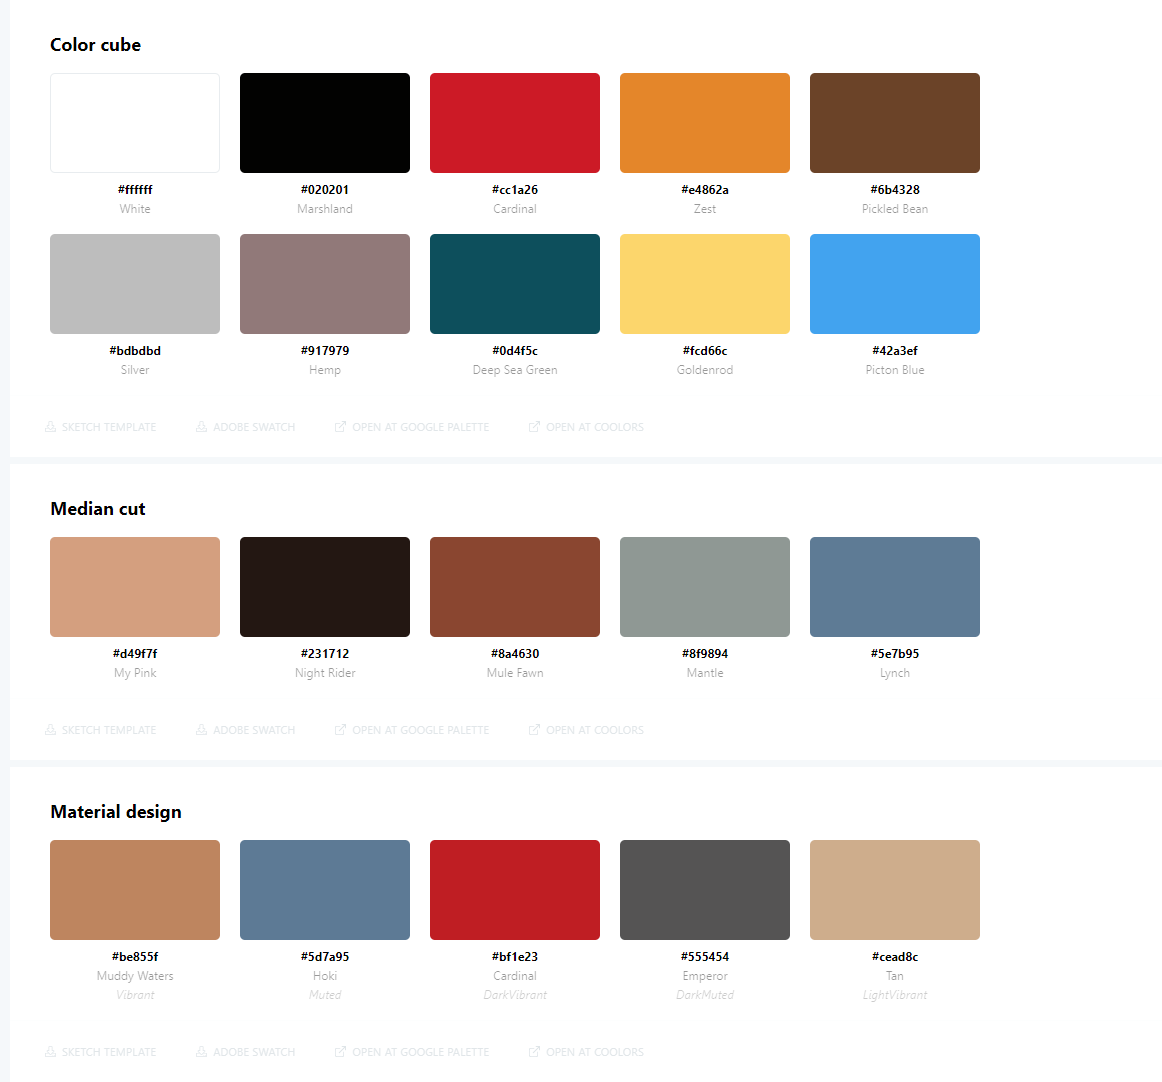 Color cube
#ffffff #020201 #cc1a26 #e4862a #6b4328
White Marshland Cardinal Zest Pickled Bean
#bdbdbd #917979 #0d4f5c #fcd66c #42a3ef
Silver Hemp Deep Sea Green Goldenrod Picton Blue
SKETCH TEMPLATE ADOBE SWATCH OPEN AT GOOGLE PALETTE OPEN AT COOLORS
Median cut
#d49f7f #231712 #8a4630 #8f9894 #5e7b95
My Pink Night Rider Mule Fawn Mantle Lynch
SKETCH TEMPLATE ADOBE SWATCH OPEN AT GOOGLE PALETTE OPEN AT COOLORS
Material design
#be855f #5d7a95 #bf1e23 #555454 #cead8c
Muddy Waters Hoki Cardinal Emperor Tan
Vibrant Muted DarkVibrant DarkMuted LightVibrant
SKETCH TEMPLATE ADOBE SWATCH OPEN AT GOOGLE PALETTE OPEN AT COOLORS